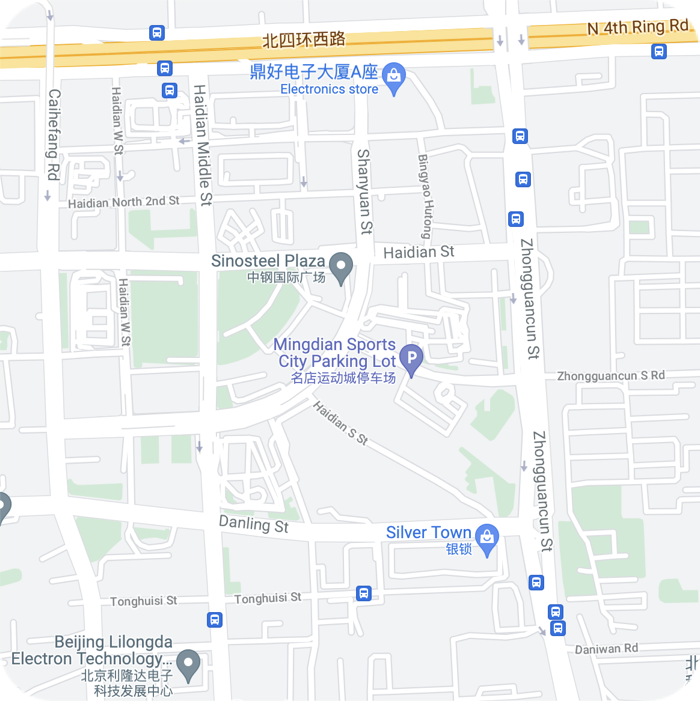 N 4th Ring Rd
北四环西路
鼎好电子大厦A座
Electronics store
Caihefang Rd
Haidian W St
Haidian Middle St
Shanyuan St
Bingyao Hutong
Haidian North 2nd St
Haidian St
Sinosteel Plaza
中钢国际广场
Zhongguancun St
Haidian W St
Mingdian Sports
City Parking Lot
名店运动城停车场
Zhongguancun S Rd
Haidian S St
Zhongguancun St
Danling St
Silver Town
银锁
Tonghuisi St
Tonghuisi St
Beijing Lilongda
Electron Technology...
北京利隆达电子
科技发展中心
Daniwan Rd